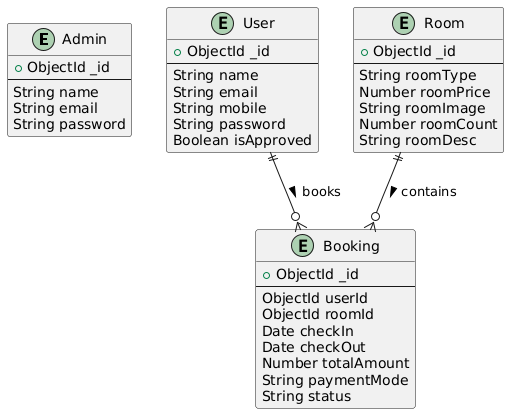 E Admin
ObjectId _id
String name
String email
String password
E User
ObjectId _id
String name
String email
String mobile
String password
Boolean isApproved
E Room
ObjectId _id
String roomType
Number roomPrice
String roomImage
Number roomCount
String roomDesc
books
contains
E Booking
ObjectId _id
ObjectId userId
ObjectId roomId
Date checkIn
Date checkOut
Number totalAmount
String paymentMode
String status